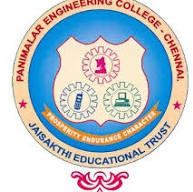 PANIMALAR ENGINEERING COLLEGE - CHENNAI.
PROSPERITY ENDURANCE CHARACTER
JAISAKTHI EDUCATIONAL TRUST